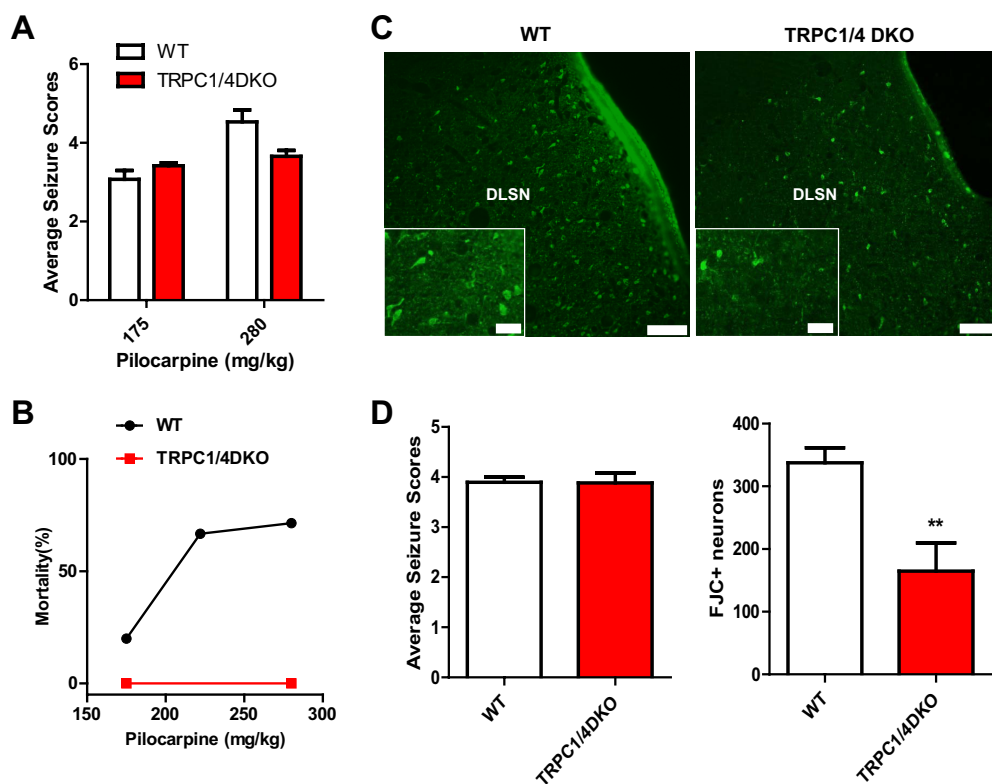 A
WT
TRPC1/4DKO
Average Seizure Scores
6
4
2
0
175
280
Pilocarpine (mg/kg)
B
WT
TRPC1/4DKO
Mortality(%)
100
50
0
150
200
250
300
Pilocarpine (mg/kg)
C
WT
TRPC1/4 DKO
DLSN
DLSN
D
Average Seizure Scores
5
4
3
2
1
0
WT
TRPC1/4DKO
FJC+ neurons
400
300
200
100
0
**
WT
TRPC1/4DKO